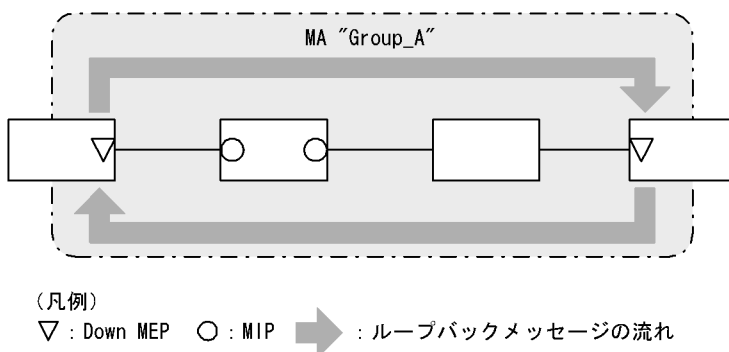 MA "Group_A"
(凡例)
▽ : Down MEP ○ : MIP : ループバックメッセージの流れ